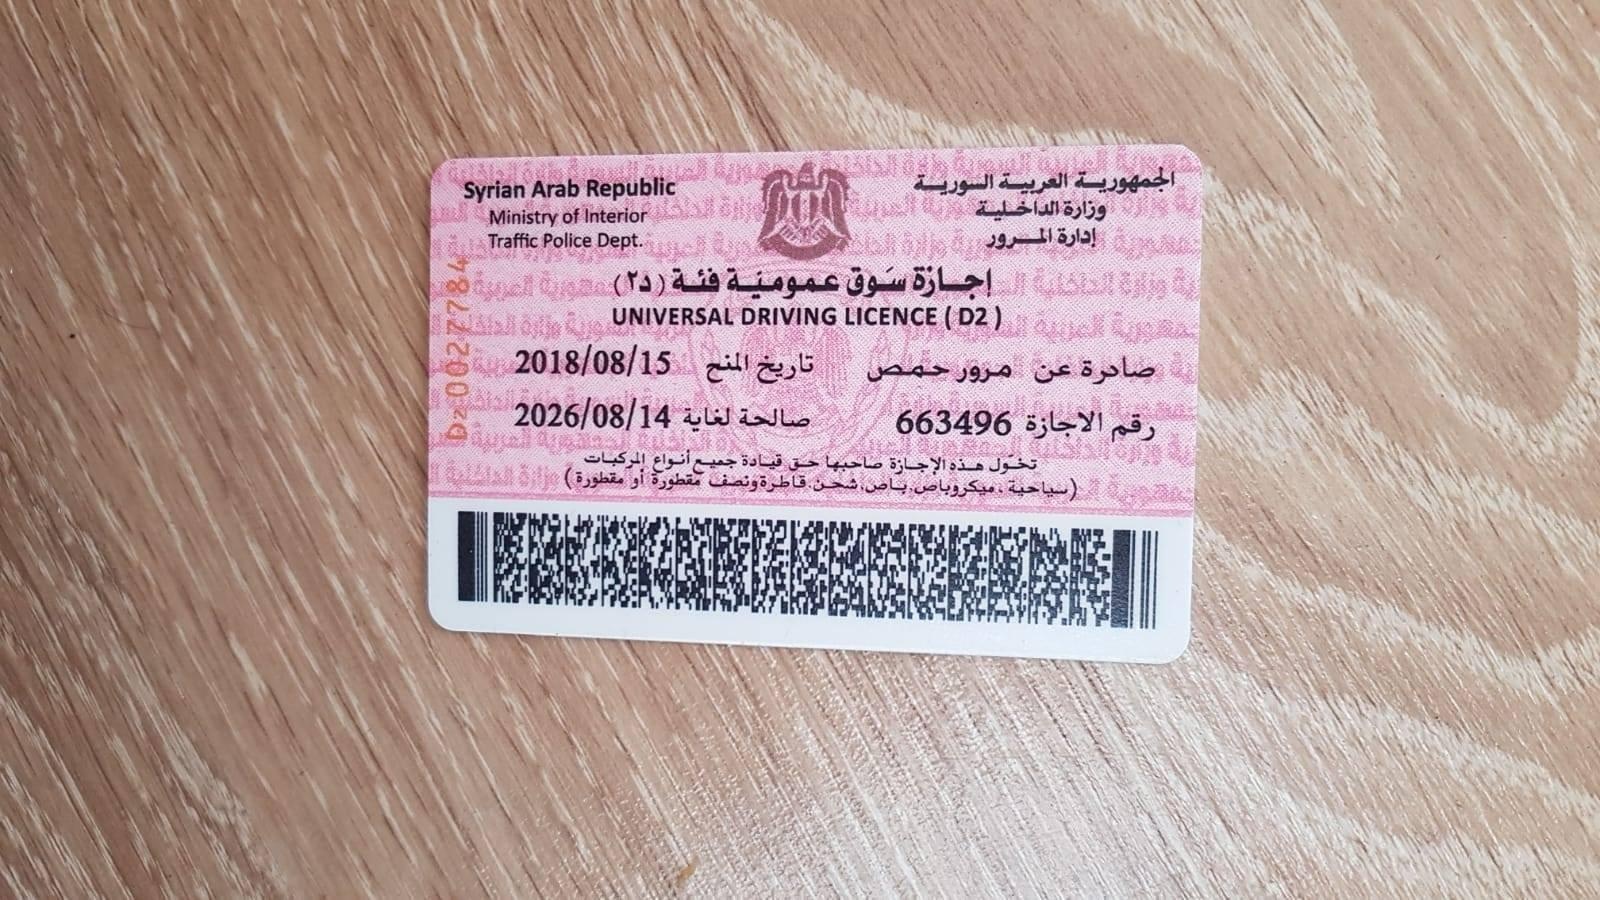 Syrian Arab Republic
Ministry of Interior
Traffic Police Dept.
الجمهورية العربية السورية
وزارة الداخلية
إدارة المرور
اجازة سَوق عمومية فئة (د٢)
UNIVERSAL DRIVING LICENCE ( D2 )
صادرة عن مرور حمص
تاريخ المنح 2018/08/15
رقم الاجازة 663496
صالحة لغاية 2026/08/14
تخوّل هذه الإجازة صاحبها حق قيادة جميع أنواع المركبات
(سياحية، ميكروباص، باص، شحن، قاطرة ونصف مقطورة أو مقطورة)
Dz0027784